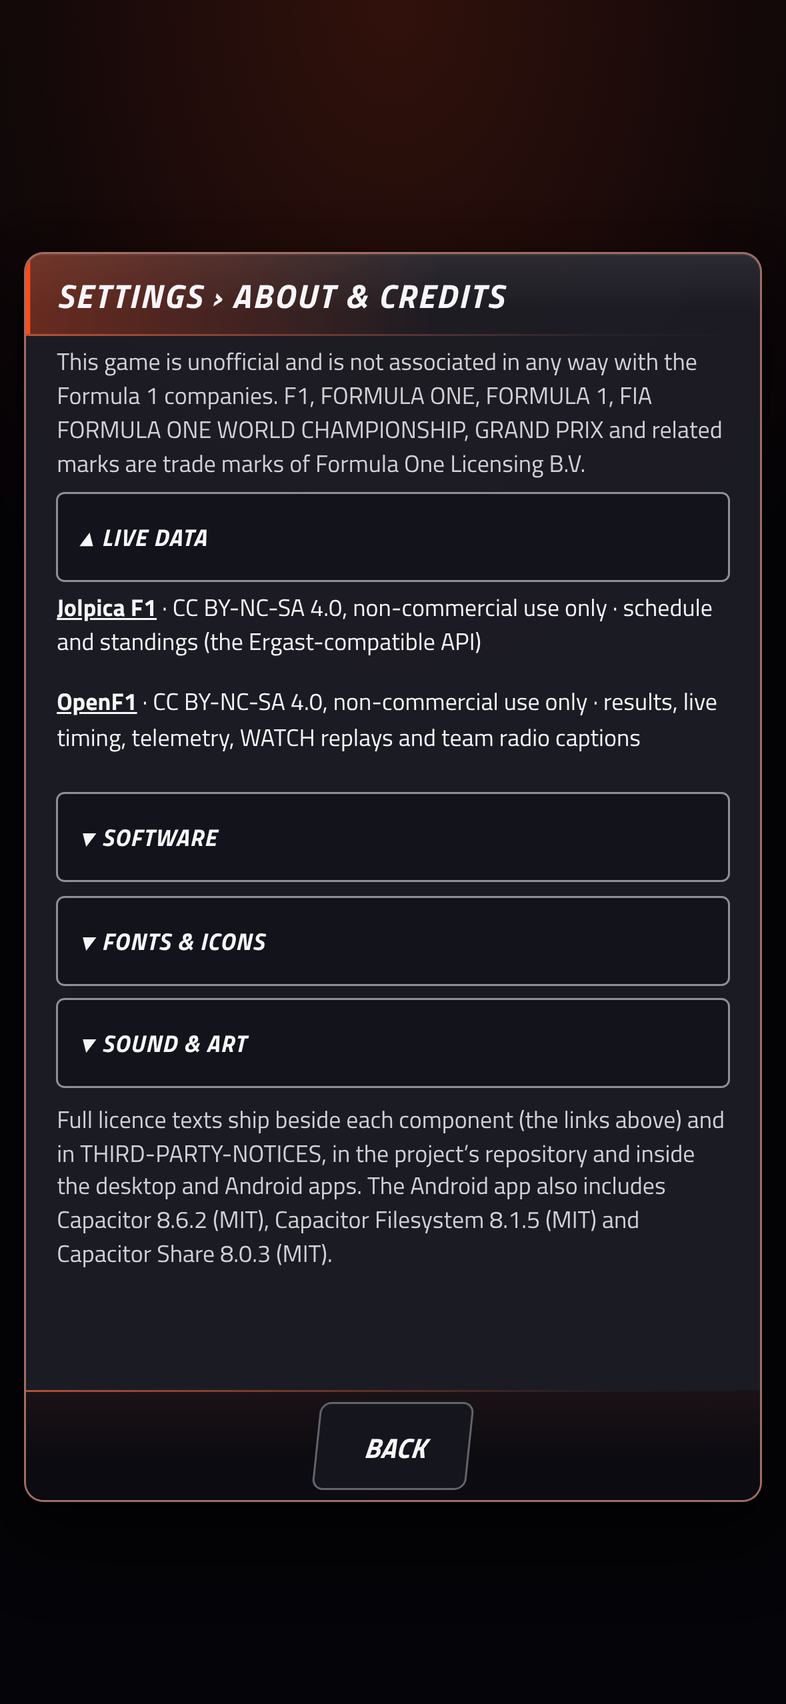 SETTINGS › ABOUT & CREDITS
This game is unofficial and is not associated in any way with the
Formula 1 companies. F1, FORMULA ONE, FORMULA 1, FIA
FORMULA ONE WORLD CHAMPIONSHIP, GRAND PRIX and related
marks are trade marks of Formula One Licensing B.V.
▲ LIVE DATA
Jolpica F1 · CC BY-NC-SA 4.0, non-commercial use only · schedule
and standings (the Ergast-compatible API)
OpenF1 · CC BY-NC-SA 4.0, non-commercial use only · results, live
timing, telemetry, WATCH replays and team radio captions
▼ SOFTWARE
▼ FONTS & ICONS
▼ SOUND & ART
Full licence texts ship beside each component (the links above) and
in THIRD-PARTY-NOTICES, in the project’s repository and inside
the desktop and Android apps. The Android app also includes
Capacitor 8.6.2 (MIT), Capacitor Filesystem 8.1.5 (MIT) and
Capacitor Share 8.0.3 (MIT).
BACK